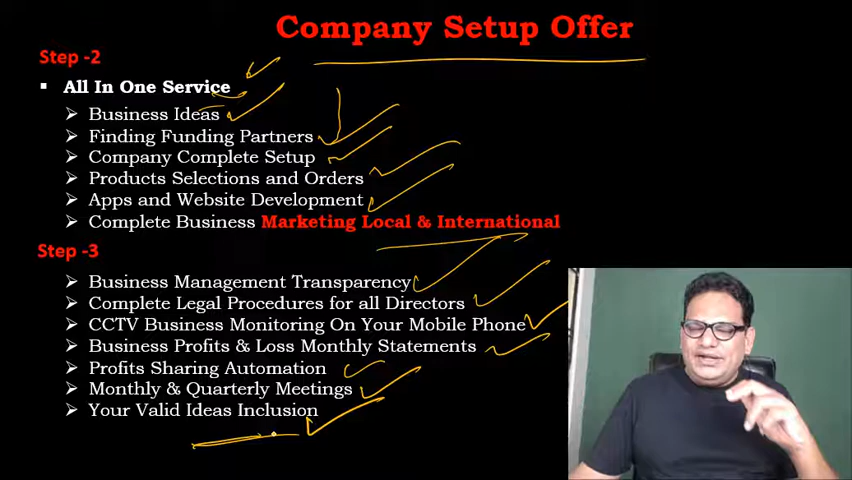 Company Setup Offer
Step -2
All In One Service
Business Ideas
Finding Funding Partners
Company Complete Setup
Products Selections and Orders
Apps and Website Development
Complete Business Marketing Local & International
Step -3
Business Management Transparency
Complete Legal Procedures for all Directors
CCTV Business Monitoring On Your Mobile Phone
Business Profits & Loss Monthly Statements
Profits Sharing Automation
Monthly & Quarterly Meetings
Your Valid Ideas Inclusion